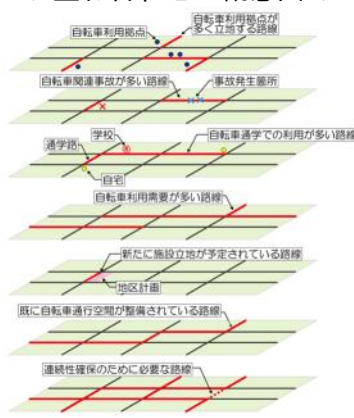 自転車利用拠点
自転車利用拠点が
多く立地する路線
自転車関連事故が多い路線
事故発生箇所
学校
自転車通学での利用が多い路線
通学路
自宅
自転車利用需要が多い路線
新たに施設立地が予定されている路線
地区計画
既に自転車通行空間が整備されている路線
連続性確保のために必要な路線